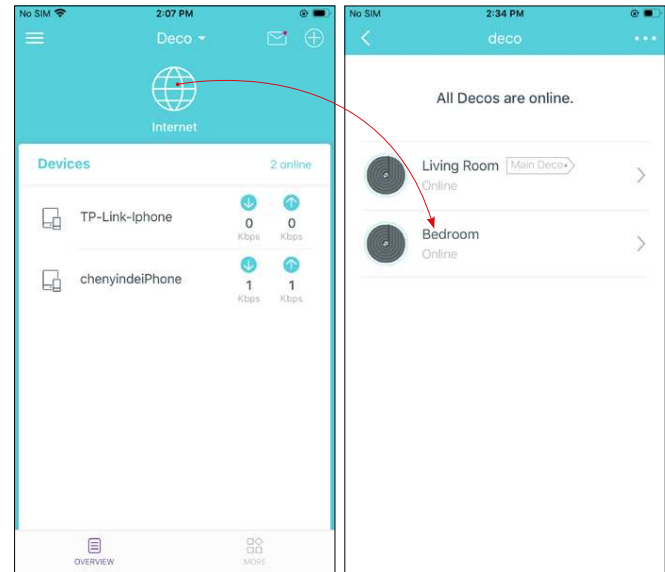 No SIM 2:07 PM
Deco
Internet
Devices 2 online
TP-Link-Iphone
0 0
Kbps Kbps
chenyindeiPhone
1 1
Kbps Kbps
OVERVIEW MORE
No SIM 2:34 PM
deco
All Decos are online.
Living Room Main Deco
Online
Bedroom
Online